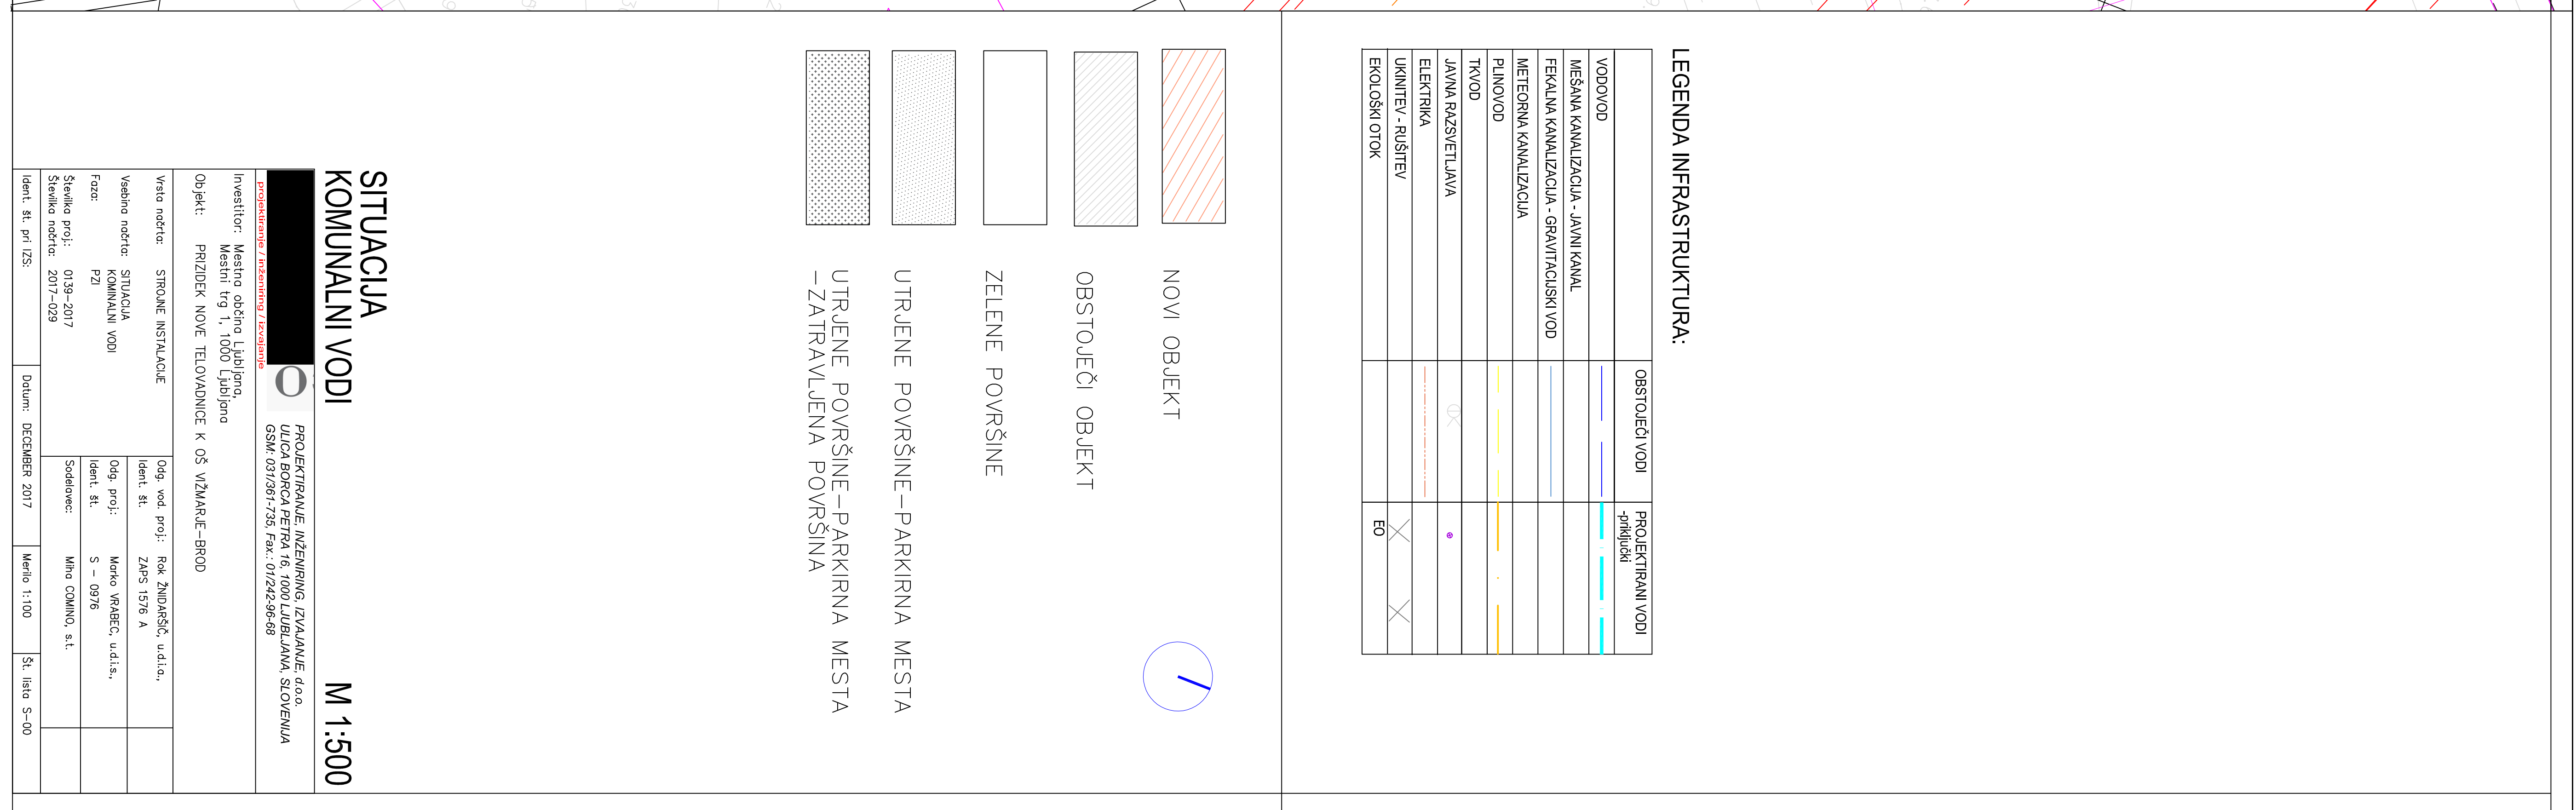 LEGENDA INFRASTRUKTURA:
OBSTOJEČI VODI
PROJEKTIRANI VODI
-priključki
VODOVOD
MEŠANA KANALIZACIJA - JAVNI KANAL
FEKALNA KANALIZACIJA - GRAVITACIJSKI VOD
METEORNA KANALIZACIJA
PLINOVOD
TKVOD
JAVNA RAZSVETLJAVA
ELEKTRIKA
UKINITEV - RUŠITEV
EKOLOŠKI OTOK
EO
NOVI OBJEKT
OBSTOJEČI OBJEKT
ZELENE POVRŠINE
UTRJENE POVRŠINE-PARKIRNA MESTA
UTRJENE POVRŠINE-PARKIRNA MESTA
-ZATRAVLJENA POVRŠINA
SITUACIJA
KOMUNALNI VODI M 1:500
O
projektiranje / inženiring / izvajanje
PROJEKTIRANJE, INŽENIRING, IZVAJANJE, d.o.o.
ULICA BORCA PETRA 16, 1000 LJUBLJANA, SLOVENIJA
GSM: 031/361-735, Fax.: 01/242-96-68
Investitor: Mestna občina Ljubljana,
Mestni trg 1, 1000 Ljubljana
Objekt: PRIZIDEK NOVE TELOVADNICE K OŠ VIŽMARJE-BROD
Vrsta načrta: STROJNE INSTALACIJE
Vsebina načrta: SITUACIJA
KOMINALNI VODI
Faza: PZI
Številka proj.: 0139-2017
Številka načrta: 2017-029
Odg. vod. proj.: Rok ŽNIDARŠIČ, u.d.i.a.,
Ident. št. ZAPS 1576 A
Odg. proj.: Marko VRABEC, u.d.i.s.,
Ident. št. S - 0976
Sodelavec: Miha COMINO, s.t.
Ident. št. pri IZS:
Datum: DECEMBER 2017
Merilo 1:100
Št. lista S-00